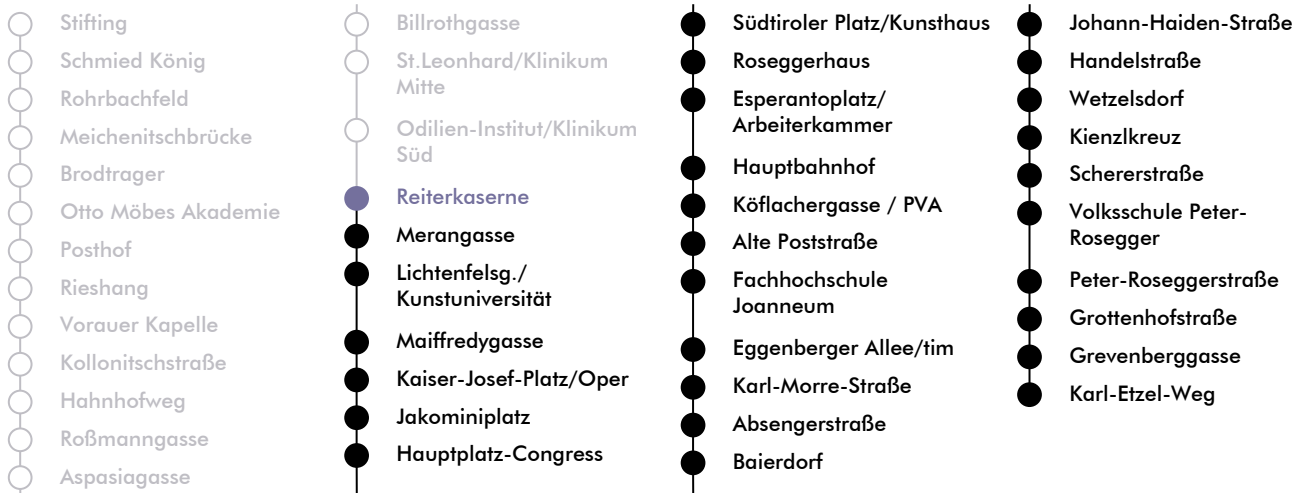 Stifting
Schmied König
Rohrbachfeld
Meichenitschbrücke
Brodtrager
Otto Möbes Akademie
Posthof
Rieshang
Vorauer Kapelle
Kollonitschstraße
Hahnhofweg
Roßmanngasse
Aspasiagasse
Billrothgasse
St.Leonhard/Klinikum
Mitte
Odilien-Institut/Klinikum
Süd
Reiterkaserne
Merangasse
Lichtenfelsg./
Kunstuniversität
Maiffredygasse
Kaiser-Josef-Platz/Oper
Jakominiplatz
Hauptplatz-Congress
Südtiroler Platz/Kunsthaus
Roseggerhaus
Esperantoplatz/
Arbeiterkammer
Hauptbahnhof
Köflachergasse / PVA
Alte Poststraße
Fachhochschule
Joanneum
Eggenberger Allee/tim
Karl-Morre-Straße
Absengerstraße
Baierdorf
Johann-Haiden-Straße
Handelstraße
Wetzelsdorf
Kienzlkreuz
Schererstraße
Volksschule Peter-
Rosegger
Peter-Roseggerstraße
Grottenhofstraße
Grevenberggasse
Karl-Etzel-Weg